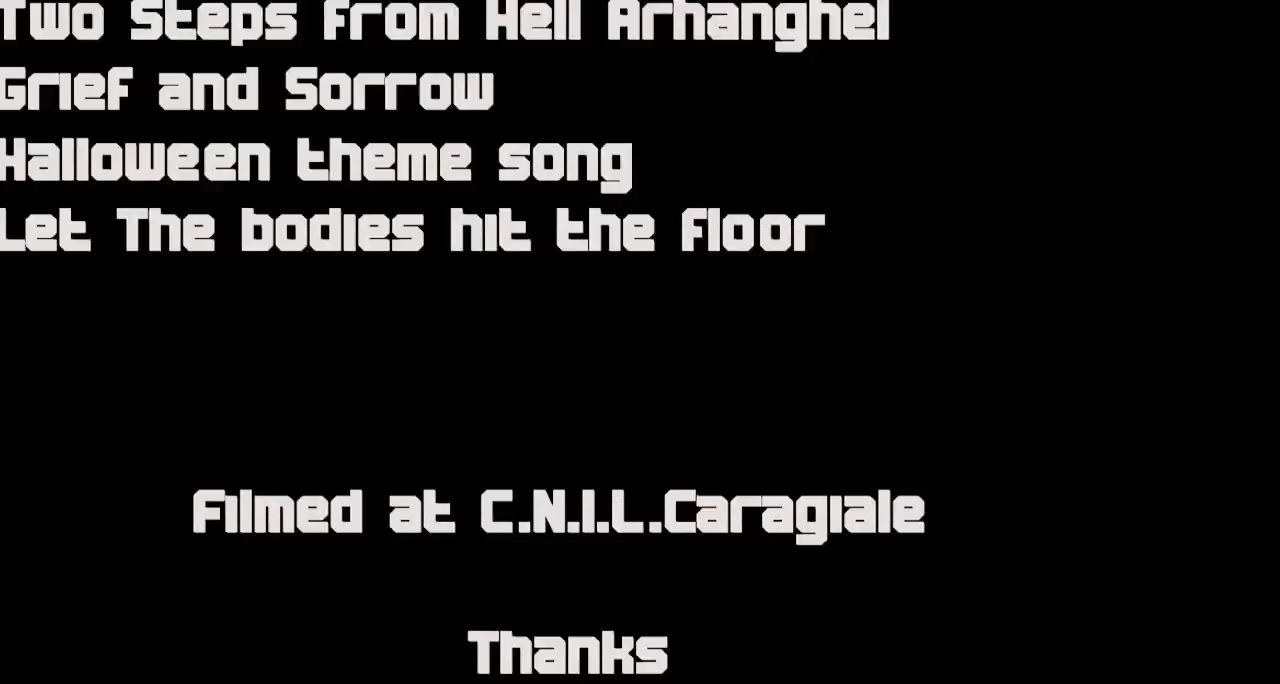 Two Steps from Hell Arhanghel
Grief and Sorrow
Halloween theme song
Let The bodies hit the floor
Filmed at C.N.I.L.Caragiale
Thanks